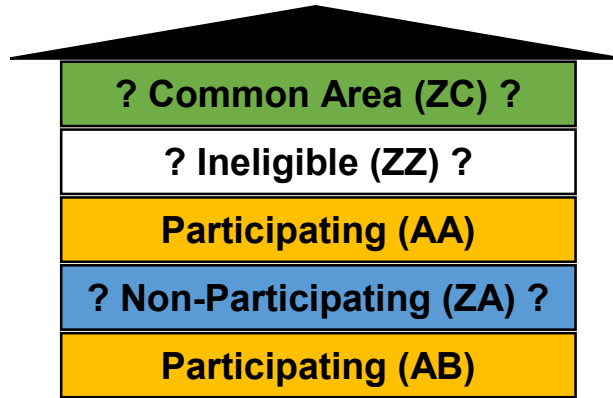 ? Common Area (ZC) ?
? Ineligible (ZZ) ?
Participating (AA)
? Non-Participating (ZA) ?
Participating (AB)